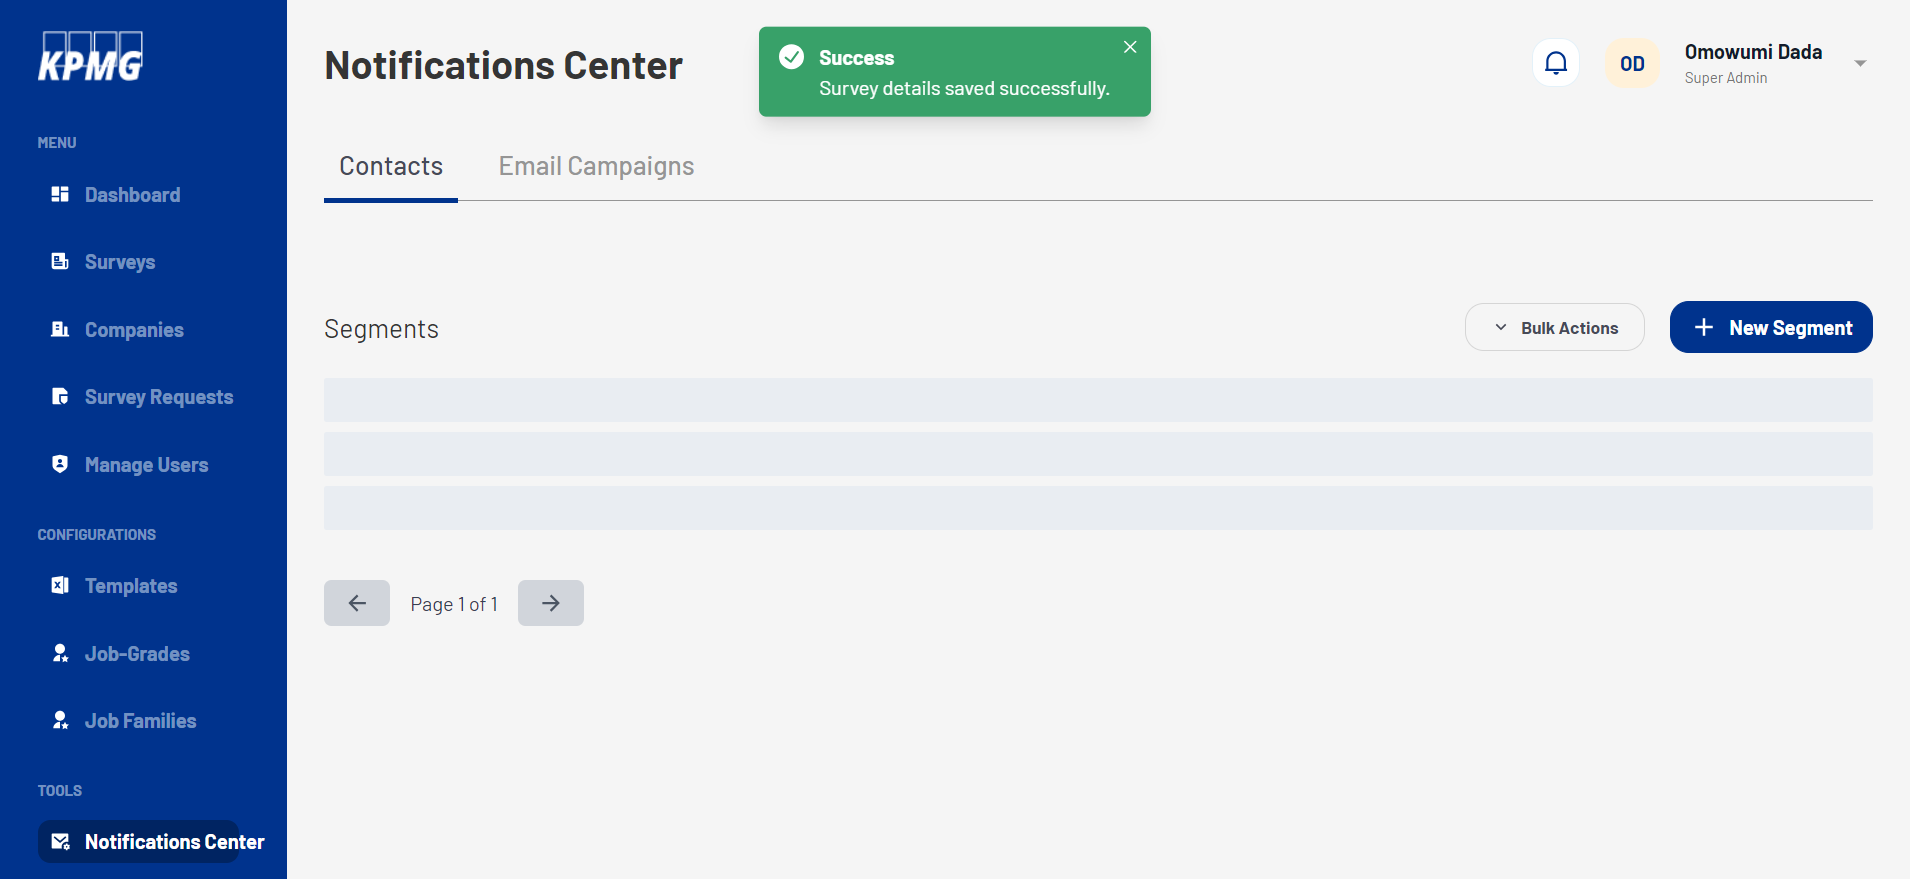 KPMG
MENU
Dashboard
Surveys
Companies
Survey Requests
Manage Users
CONFIGURATIONS
Templates
Job-Grades
Job Families
TOOLS
Notifications Center
Notifications Center
Success
Survey details saved successfully.
OD
Omowumi Dada
Super Admin
Contacts
Email Campaigns
Segments
Bulk Actions
New Segment
Page 1 of 1